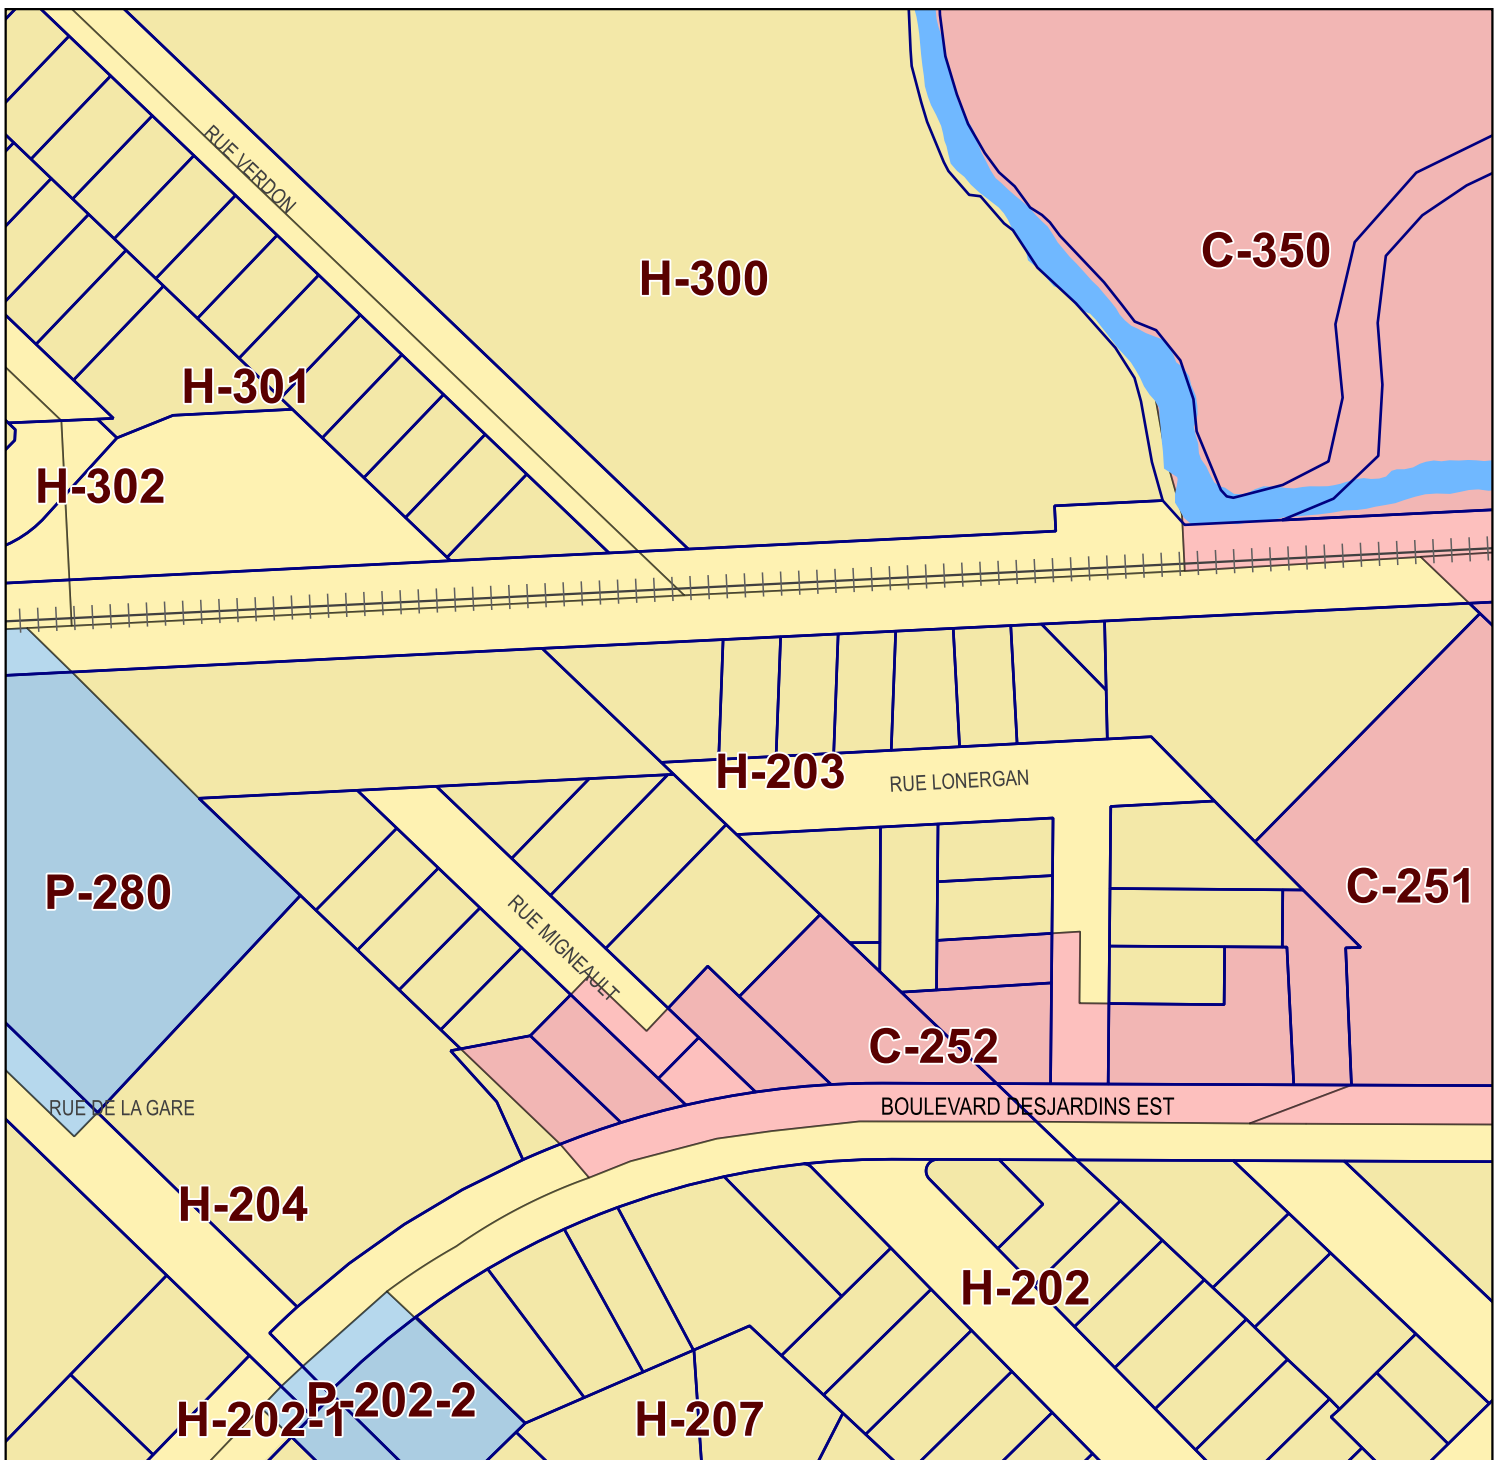 RUE VERDON
H-300
C-350
H-301
H-302
H-203
RUE LONERGAN
P-280
C-251
RUE MIGNEAULT
C-252
RUE DE LA GARE
BOULEVARD DESJARDINS EST
H-204
H-202
H-202-1
P-202-2
H-207